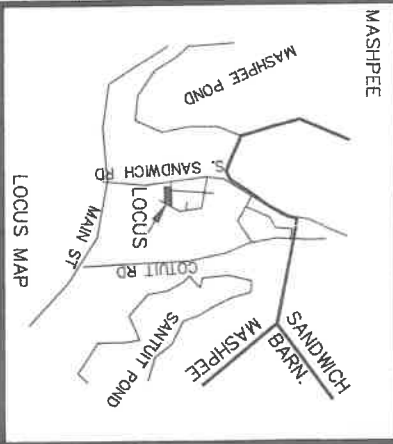 MASHPEE
MASHPEE POND
S. SANDWICH RD
LOCUS
MAIN ST
COTUIT RD
SANTUIT POND
SANDWICH
BARN.
MASHPEE
LOCUS MAP